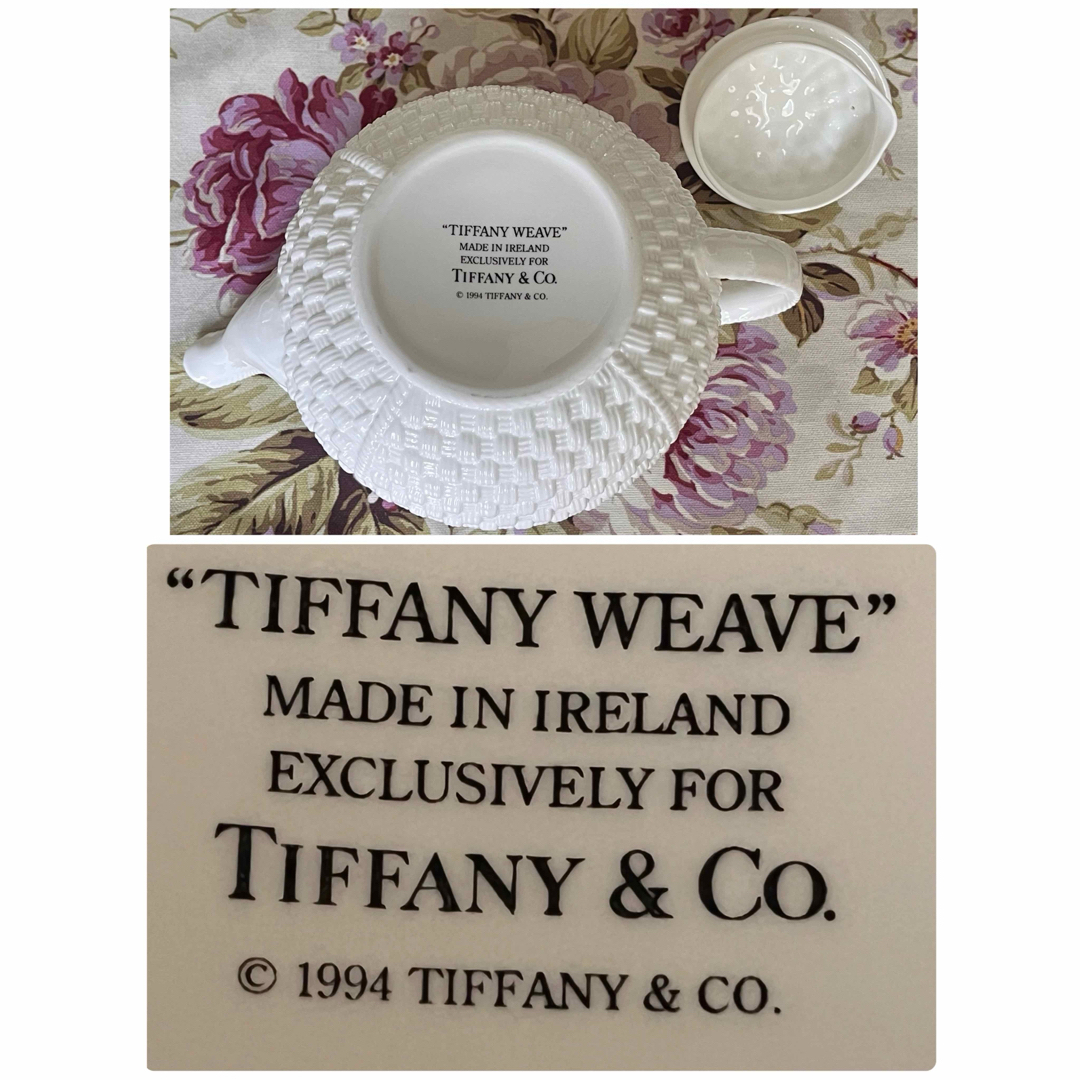 “TIFFANY WEAVE”
MADE IN IRELAND
EXCLUSIVELY FOR
TIFFANY & CO.
© 1994 TIFFANY & CO.
“TIFFANY WEAVE”
MADE IN IRELAND
EXCLUSIVELY FOR
TIFFANY & CO.
© 1994 TIFFANY & CO.